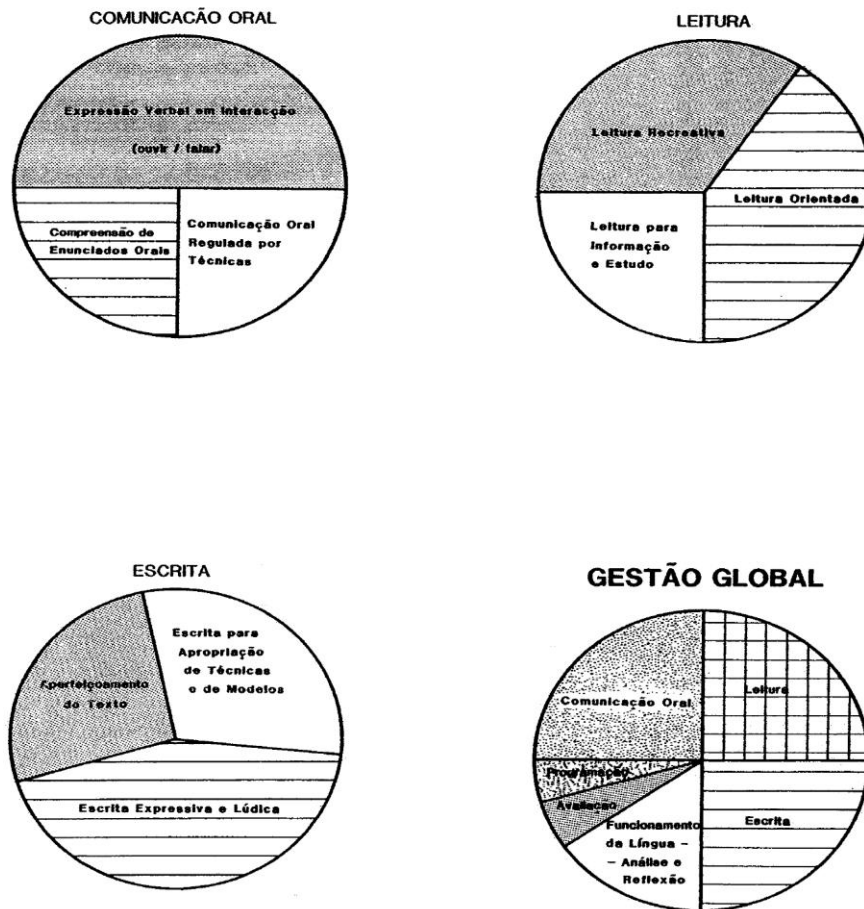 COMUNICACÃO ORAL
Expressão Verbal em Interacção
(ouvir / falar)
Compreensão de
Enunciados Orais
Comunicação Oral
Regulada por
Técnicas
LEITURA
Leitura Recreativa
Leitura Orientada
Leitura para
Informação
e Estudo
ESCRITA
Escrita para
Apropriação
de Técnicas
e de Modelos
Aperfeiçoamento
do Texto
Escrita Expressiva e Lúdica
GESTÃO GLOBAL
Comunicação Oral
Leitura
Programação
Avaliação
Funcionamento
da Língua –
– Análise e
Reflexão
Escrita